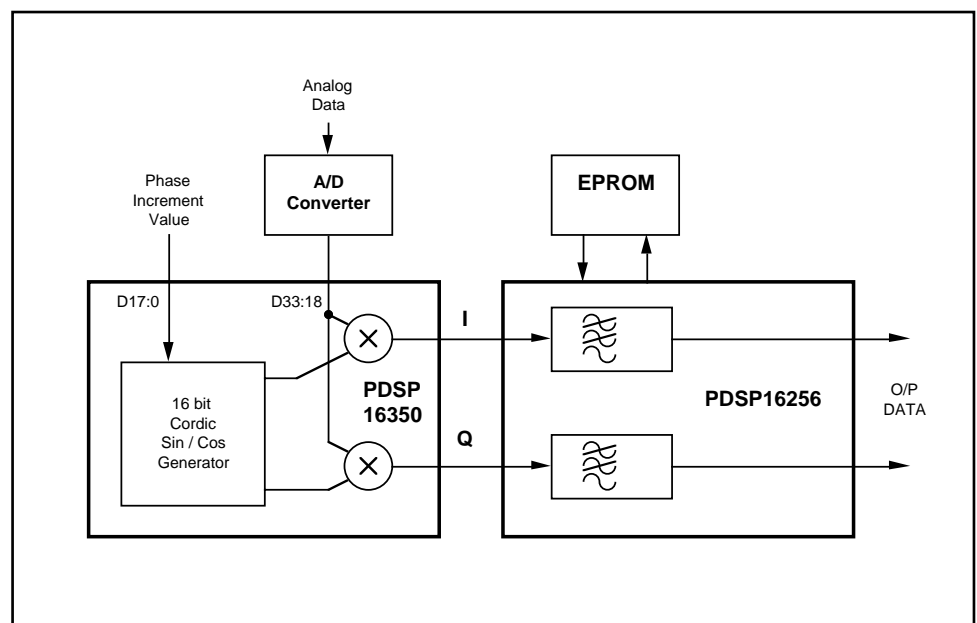 Analog
Data
A/D
Converter
EPROM
Phase
Increment
Value
D17:0
D33:18
I
PDSP
16350
16 bit
Cordic
Sin / Cos
Generator
Q
PDSP16256
O/P
DATA